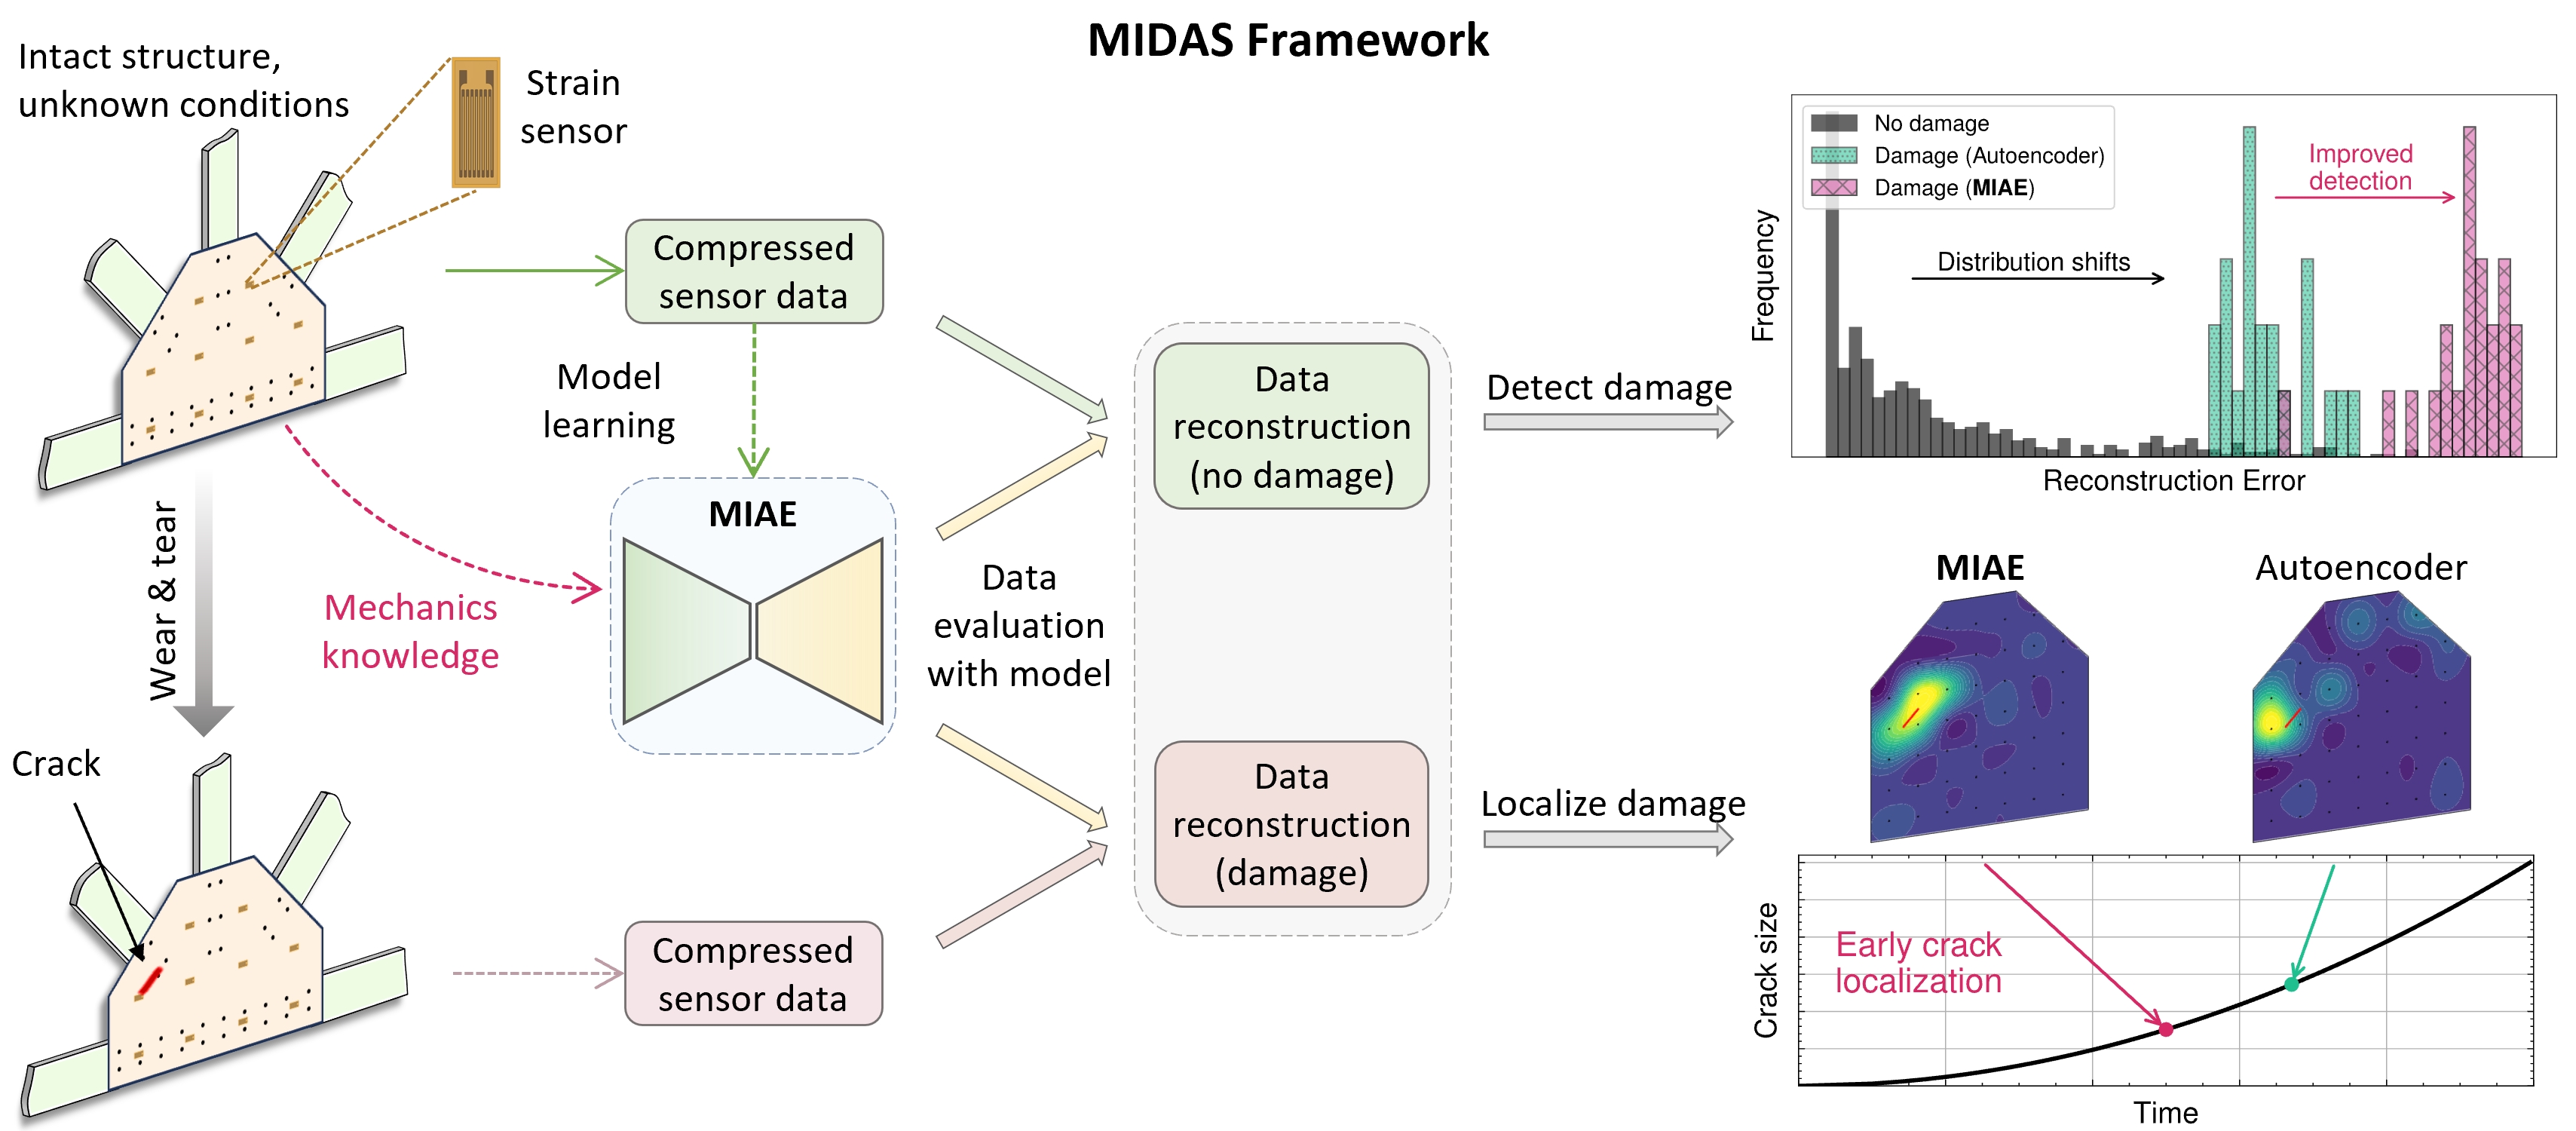 MIDAS Framework
Intact structure,
unknown conditions
Strain
sensor
Compressed
sensor data
Model
learning
Mechanics
knowledge
Wear & tear
MIAE
Data
evaluation
with model
Crack
Compressed
sensor data
Data
reconstruction
(no damage)
Data
reconstruction
(damage)
Detect damage
Localize damage
No damage
Damage (Autoencoder)
Damage (MIAE)
Improved
detection
Distribution shifts
Frequency
Reconstruction Error
MIAE
Autoencoder
Early crack
localization
Crack size
Time